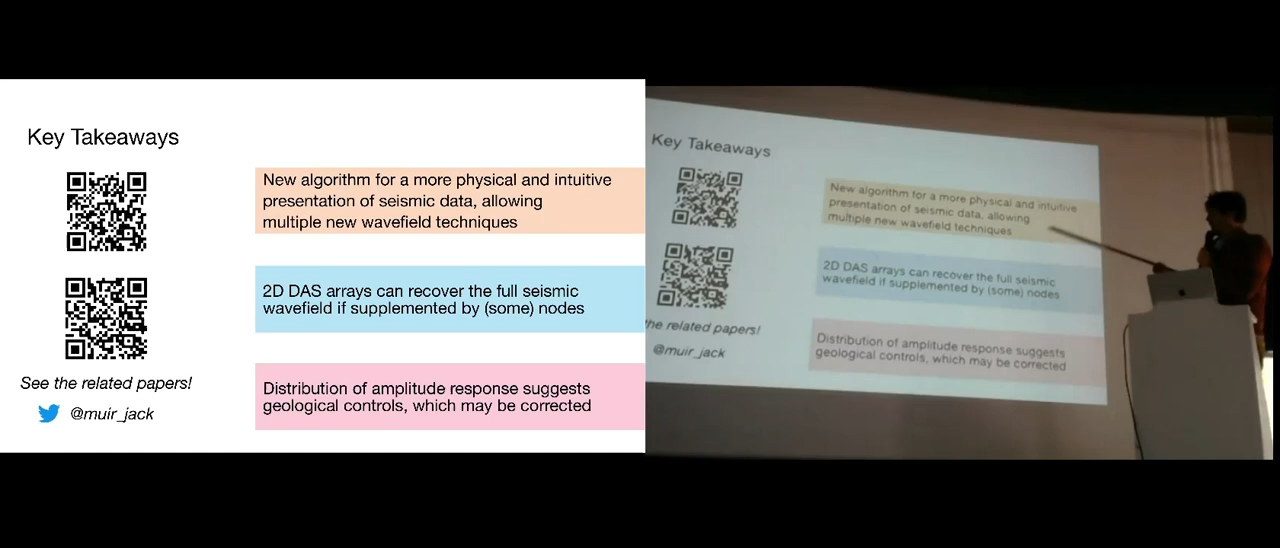 Key Takeaways
New algorithm for a more physical and intuitive
presentation of seismic data, allowing
multiple new wavefield techniques
2D DAS arrays can recover the full seismic
wavefield if supplemented by (some) nodes
Distribution of amplitude response suggests
geological controls, which may be corrected
See the related papers!
@muir_jack
Key Takeaways
New algorithm for a more physical and intuitive
presentation of seismic data, allowing
multiple new wavefield techniques
2D DAS arrays can recover the full seismic
wavefield if supplemented by (some) nodes
Distribution of amplitude response suggests
geological controls, which may be corrected
the related papers!
@muir_jack